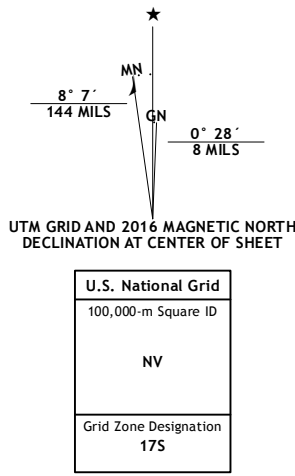 ★
MN
GN
8° 7´
144 MILS
0° 28´
8 MILS
UTM GRID AND 2016 MAGNETIC NORTH
DECLINATION AT CENTER OF SHEET
U.S. National Grid
100,000-m Square ID
NV
Grid Zone Designation
17S